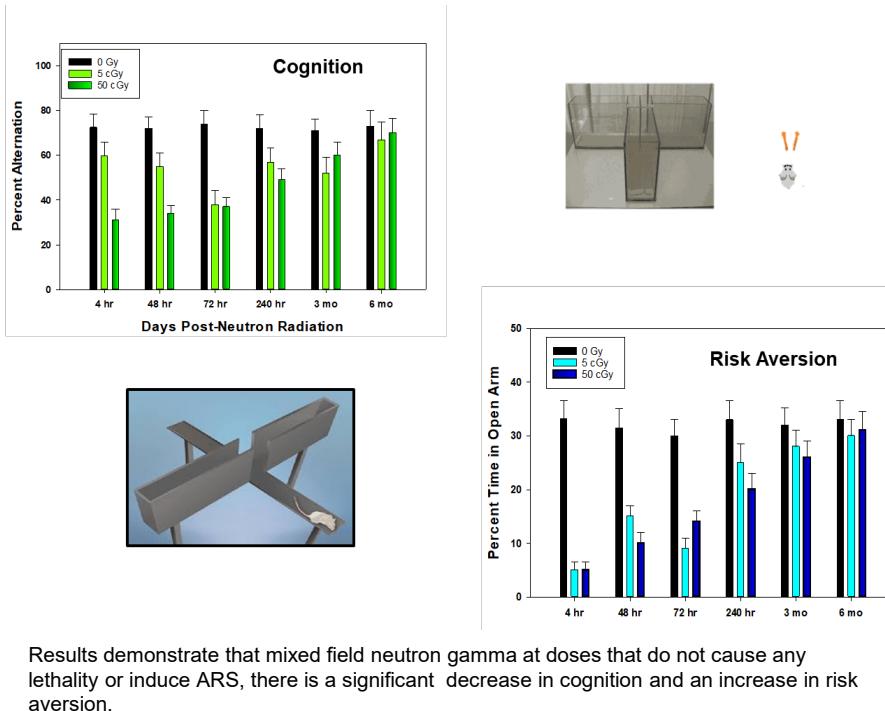 Cognition
0 Gy
5 cGy
50 cGy
Percent Alternation
100
80
60
40
20
0
4 hr 48 hr 72 hr 240 hr 3 mo 6 mo
Days Post-Neutron Radiation
Risk Aversion
0 Gy
5 cGy
50 cGy
Percent Time in Open Arm
50
40
30
20
10
0
4 hr 48 hr 72 hr 240 hr 3 mo 6 mo
Results demonstrate that mixed field neutron gamma at doses that do not cause any
lethality or induce ARS, there is a significant decrease in cognition and an increase in risk
aversion.